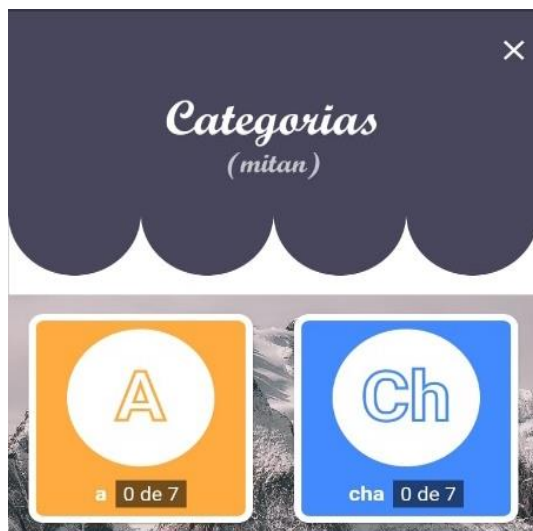 ×
Categorias
(mitan)
A
Ch
a 0 de 7
cha 0 de 7